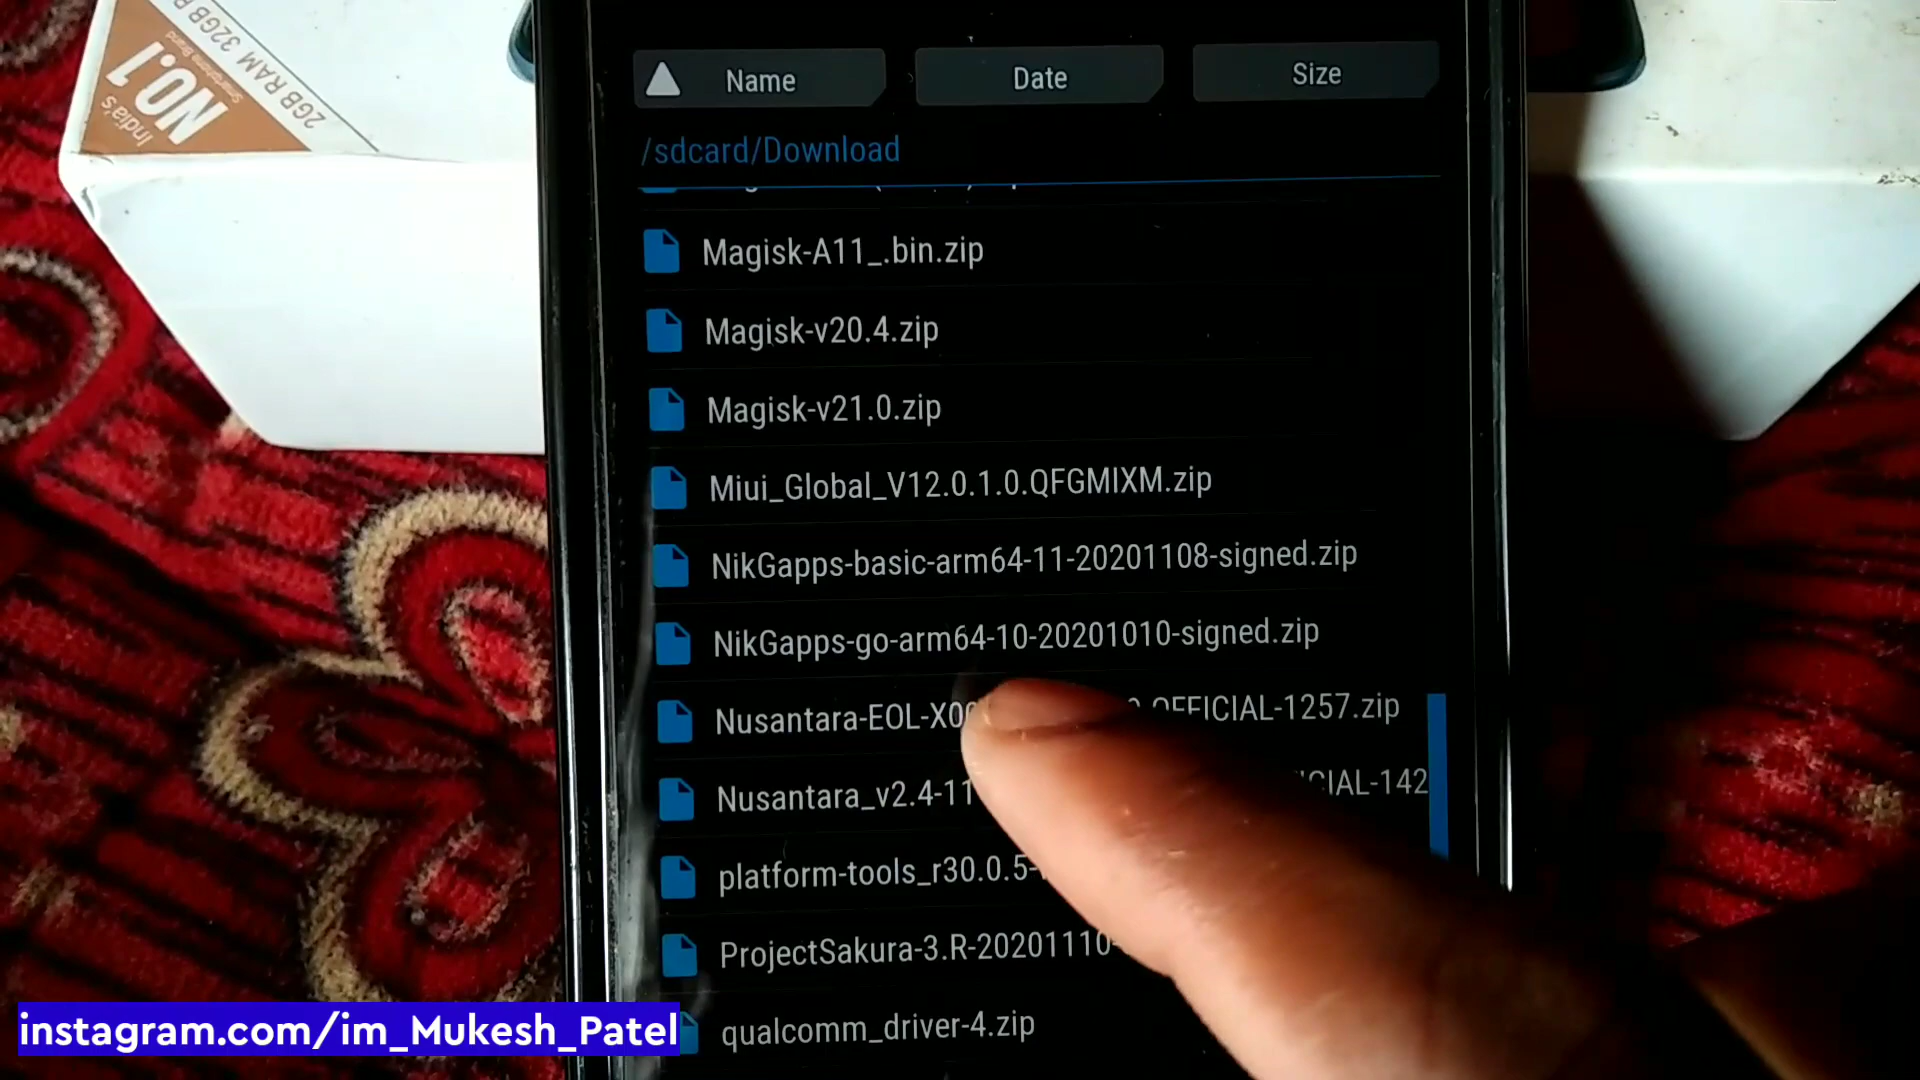 2GB RAM 32GB
India's
NO.1
Smartphone Brand
Name
Date
Size
/sdcard/Download
Magisk-A11_.bin.zip
Magisk-v20.4.zip
Magisk-v21.0.zip
Miui_Global_V12.0.1.0.QFGMIXM.zip
NikGapps-basic-arm64-11-20201108-signed.zip
NikGapps-go-arm64-10-20201010-signed.zip
Nusantara-EOL-X00 OFFICIAL-1257.zip
Nusantara_v2.4-11 CIAL-142
platform-tools_r30.0.5-
ProjectSakura-3.R-20201110-
qualcomm_driver-4.zip
instagram.com/im_Mukesh_Patel